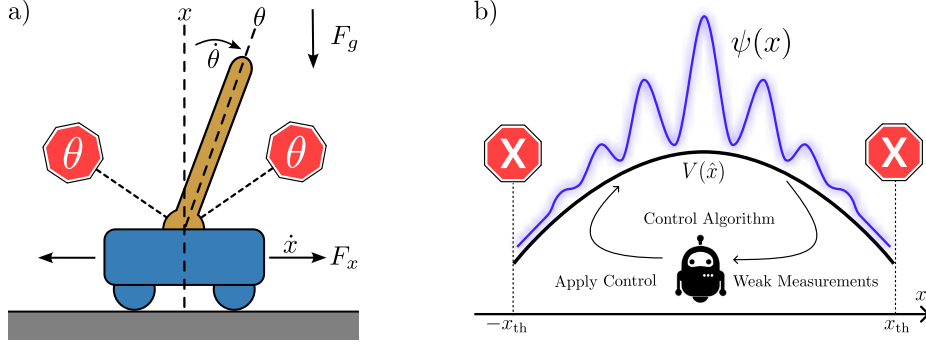 a)
x
θ
θ̇
F_g
θ
θ
ẋ
F_x
b)
ψ(x)
X
X
V(x̂)
Control Algorithm
Apply Control
Weak Measurements
x
−x_th
x_th